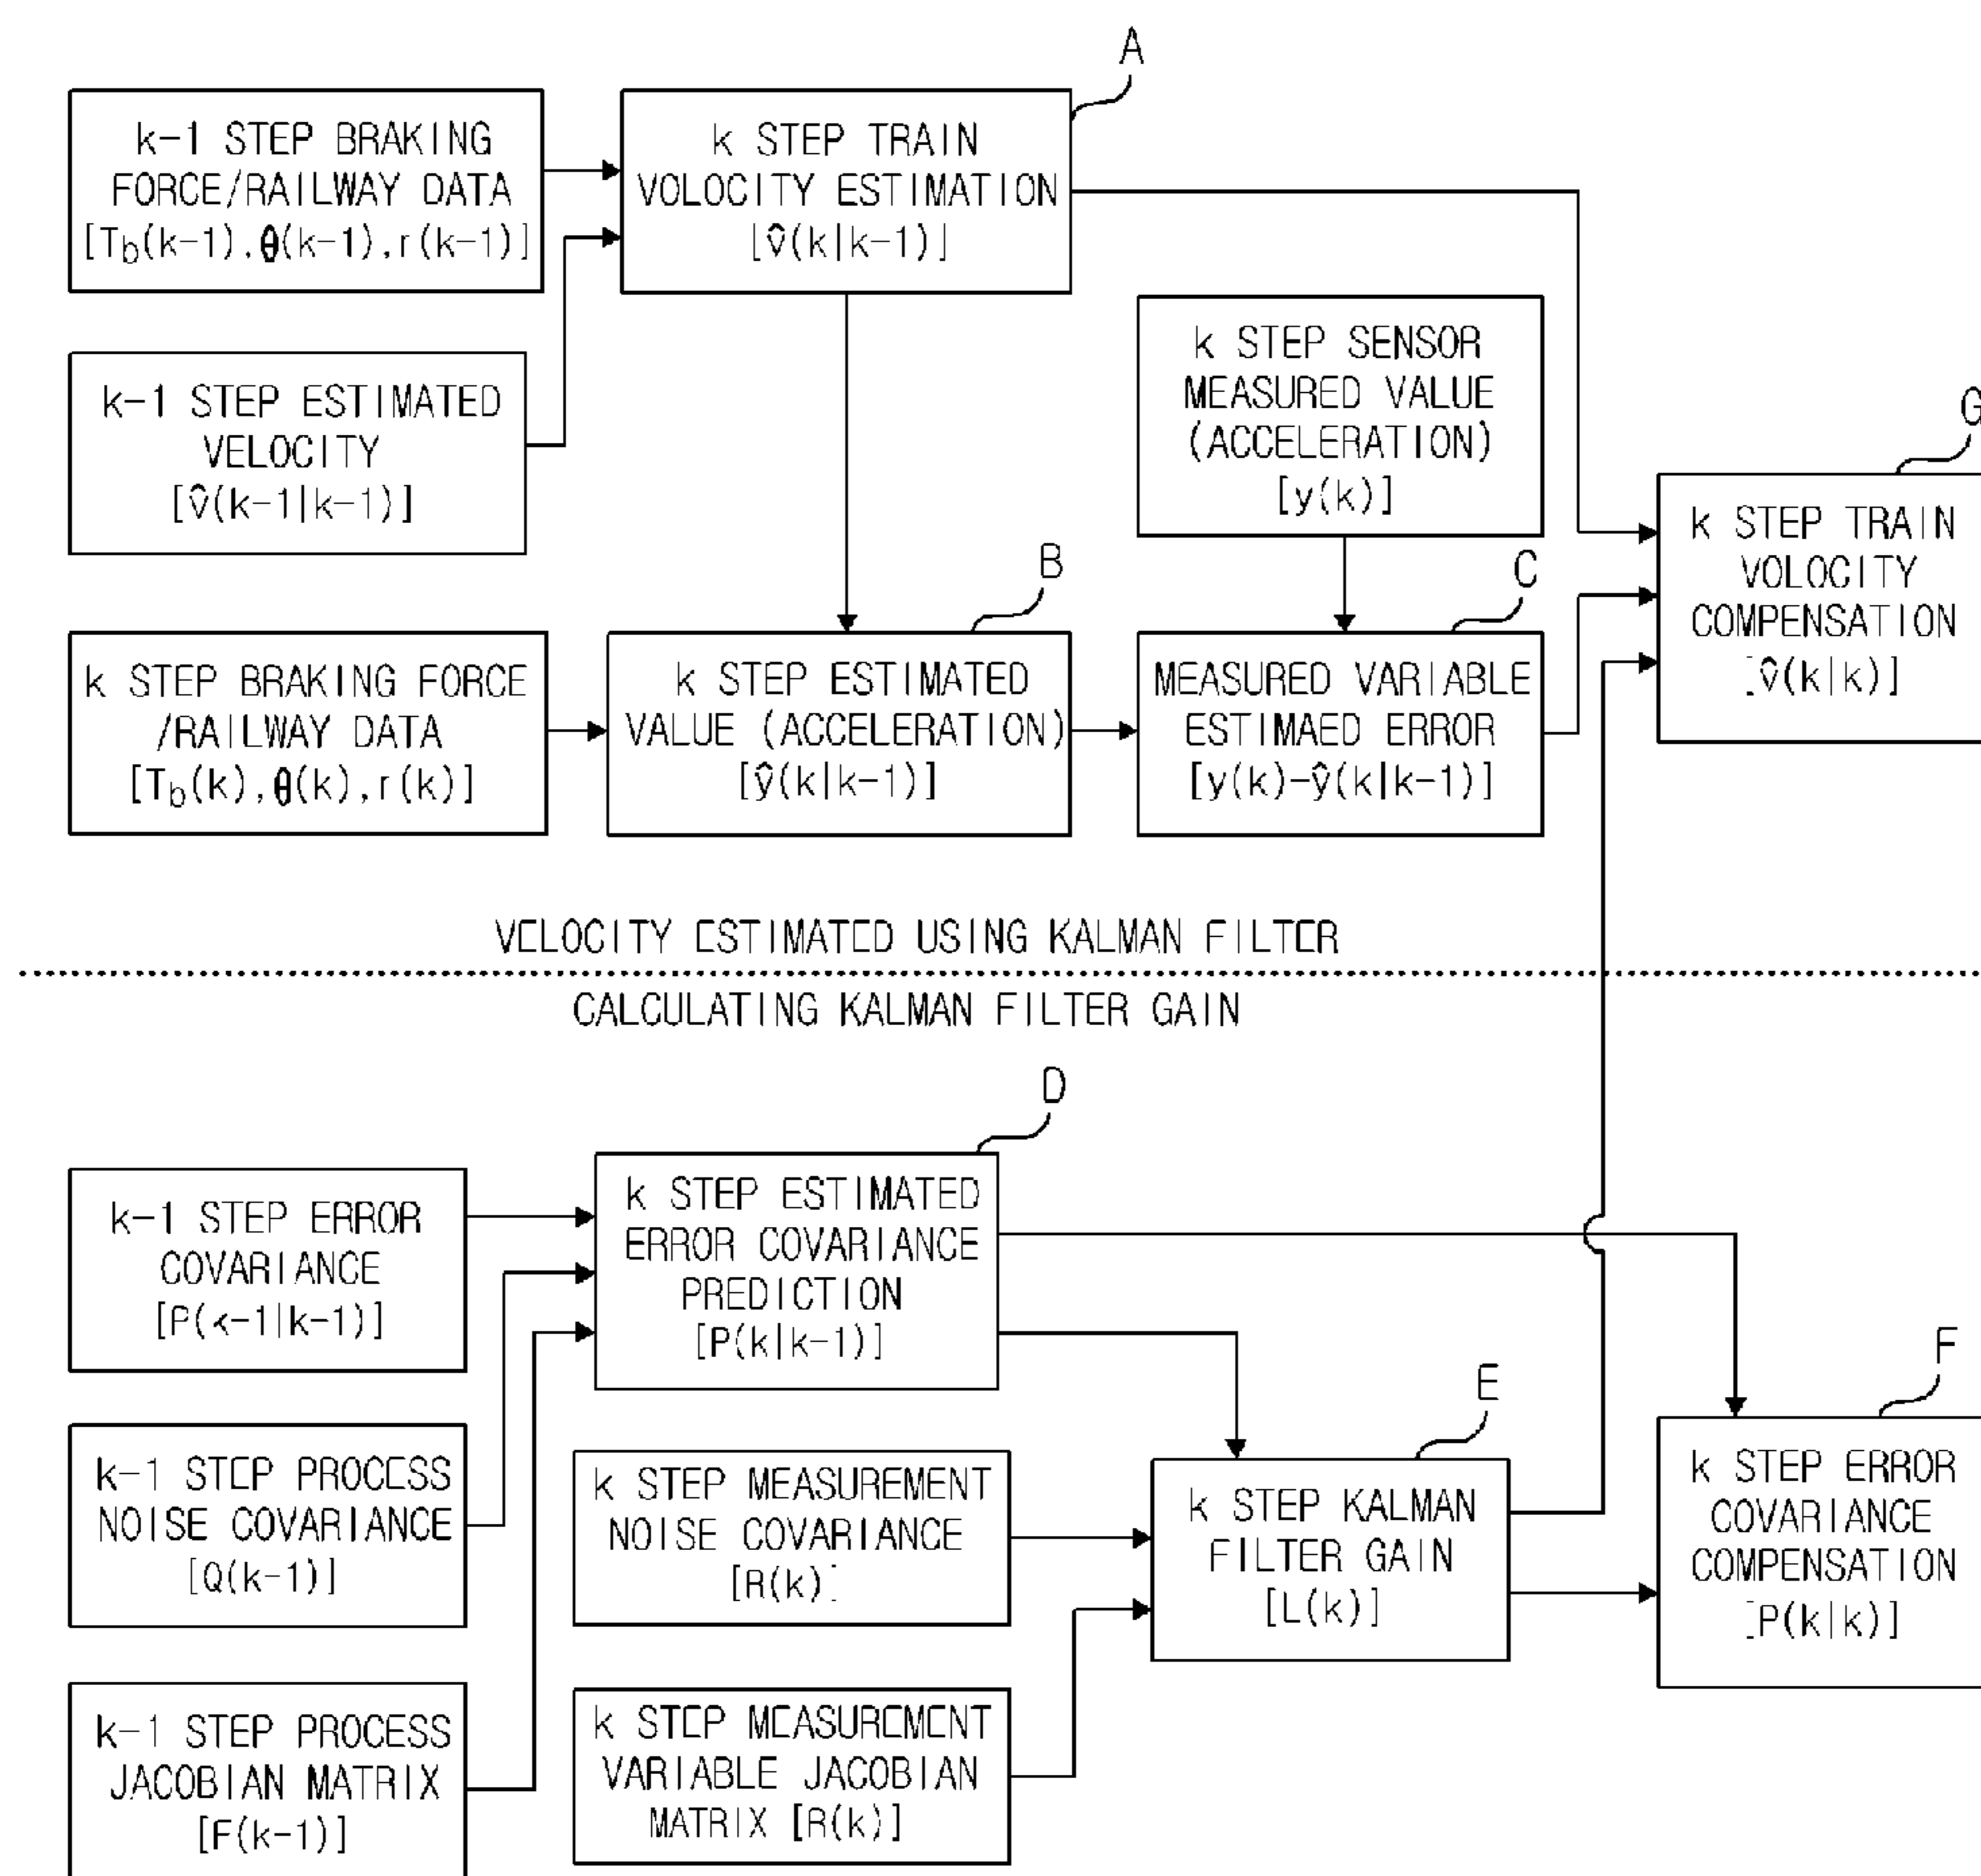 A
k-1 STEP BRAKING
FORCE/RAILWAY DATA
[T_b(k-1),θ(k-1),r(k-1)]
k STEP TRAIN
VOLOCITY ESTIMATION
[v̂(k|k-1)]
k-1 STEP ESTIMATED
VELOCITY
[v̂(k-1|k-1)]
k STEP SENSOR
MEASURED VALUE
(ACCELERATION)
[y(k)]
G
k STEP TRAIN
VOLOCITY
COMPENSATION
[v̂(k|k)]
B
C
k STEP BRAKING FORCE
/RAILWAY DATA
[T_b(k),θ(k),r(k)]
k STEP ESTIMATED
VALUE (ACCELERATION)
[ŷ(k|k-1)]
MEASURED VARIABLE
ESTIMAED ERROR
[y(k)-ŷ(k|k-1)]
VELOCITY ESTIMATED USING KALMAN FILTER
CALCULATING KALMAN FILTER GAIN
D
k-1 STEP ERROR
COVARIANCE
[P(k-1|k-1)]
k STEP ESTIMATED
ERROR COVARIANCE
PREDICTION
[P(k|k-1)]
k-1 STEP PROCESS
NOISE COVARIANCE
[Q(k-1)]
k STEP MEASUREMENT
NOISE COVARIANCE
[R(k)]
E
k STEP KALMAN
FILTER GAIN
[L(k)]
F
k STEP ERROR
COVARIANCE
COMPENSATION
[P(k|k)]
k-1 STEP PROCESS
JACOBIAN MATRIX
[F(k-1)]
k STEP MEASUREMENT
VARIABLE JACOBIAN
MATRIX [R(k)]